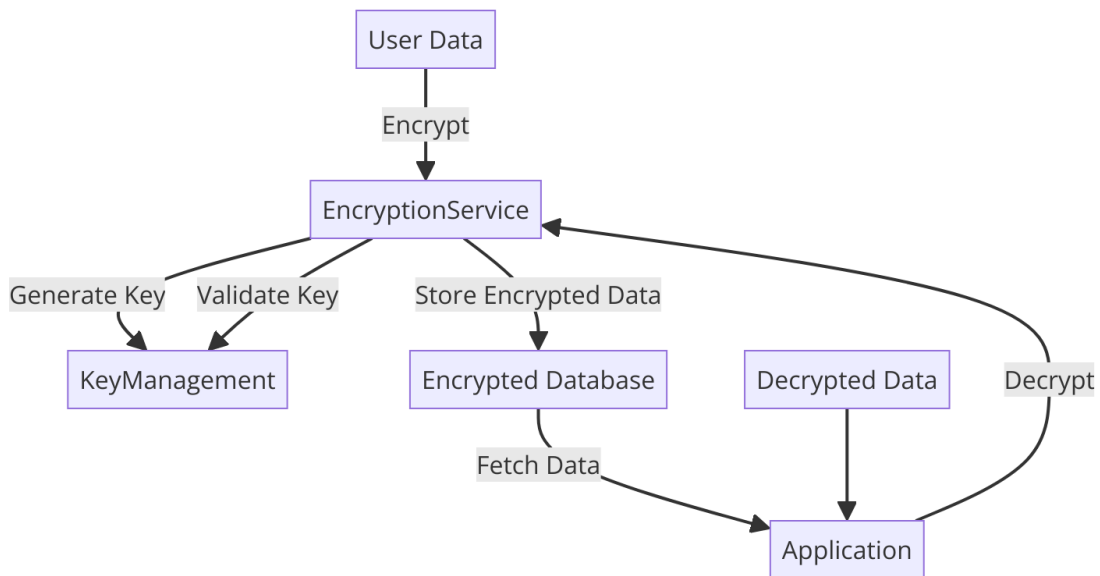 User Data
Encrypt
EncryptionService
Generate Key
Validate Key
Store Encrypted Data
KeyManagement
Encrypted Database
Decrypted Data
Decrypt
Fetch Data
Application